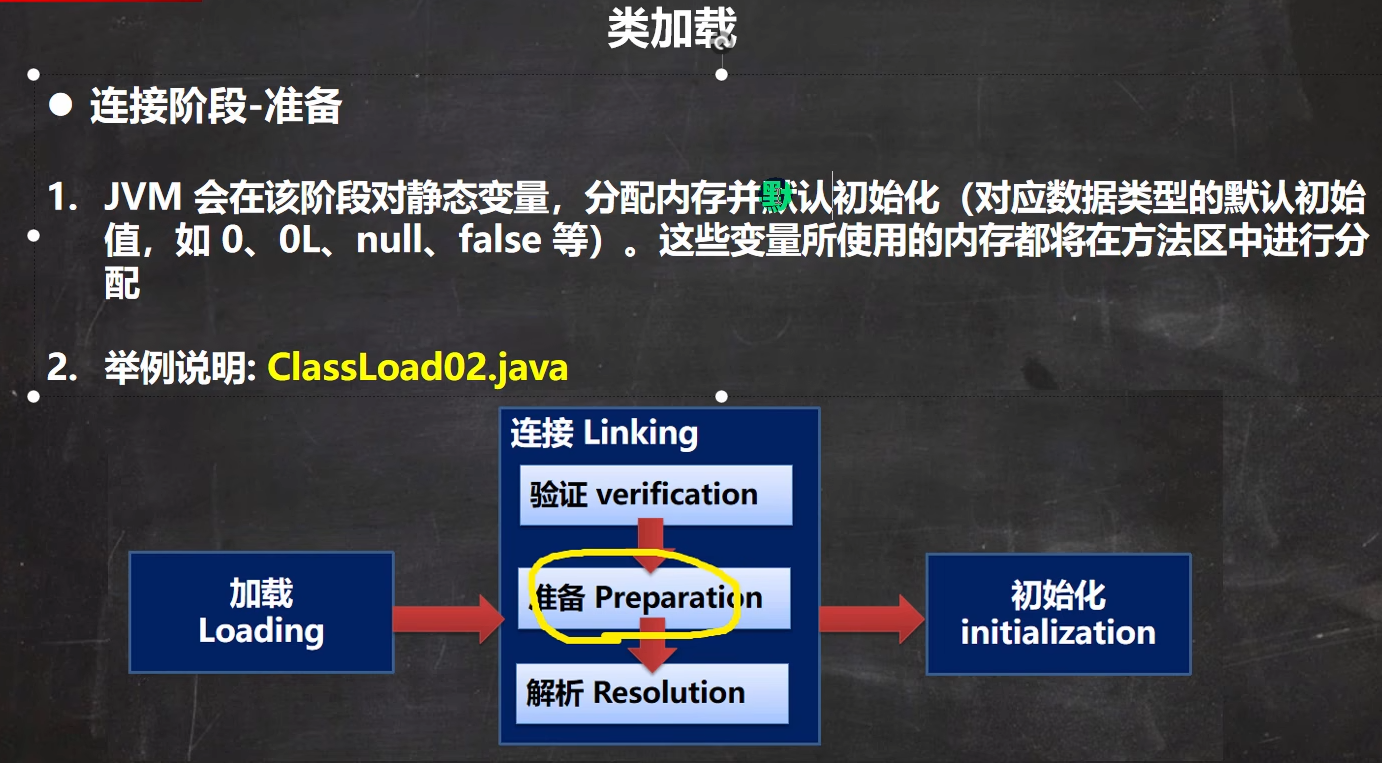 类加载
● 连接阶段-准备
1. JVM 会在该阶段对静态变量，分配内存并默认初始化（对应数据类型的默认初始
值，如 0、0L、null、false 等）。这些变量所使用的内存都将在方法区中进行分
配
2. 举例说明: ClassLoad02.java
连接 Linking
验证 verification
准备 Preparation
解析 Resolution
加载
Loading
初始化
initialization